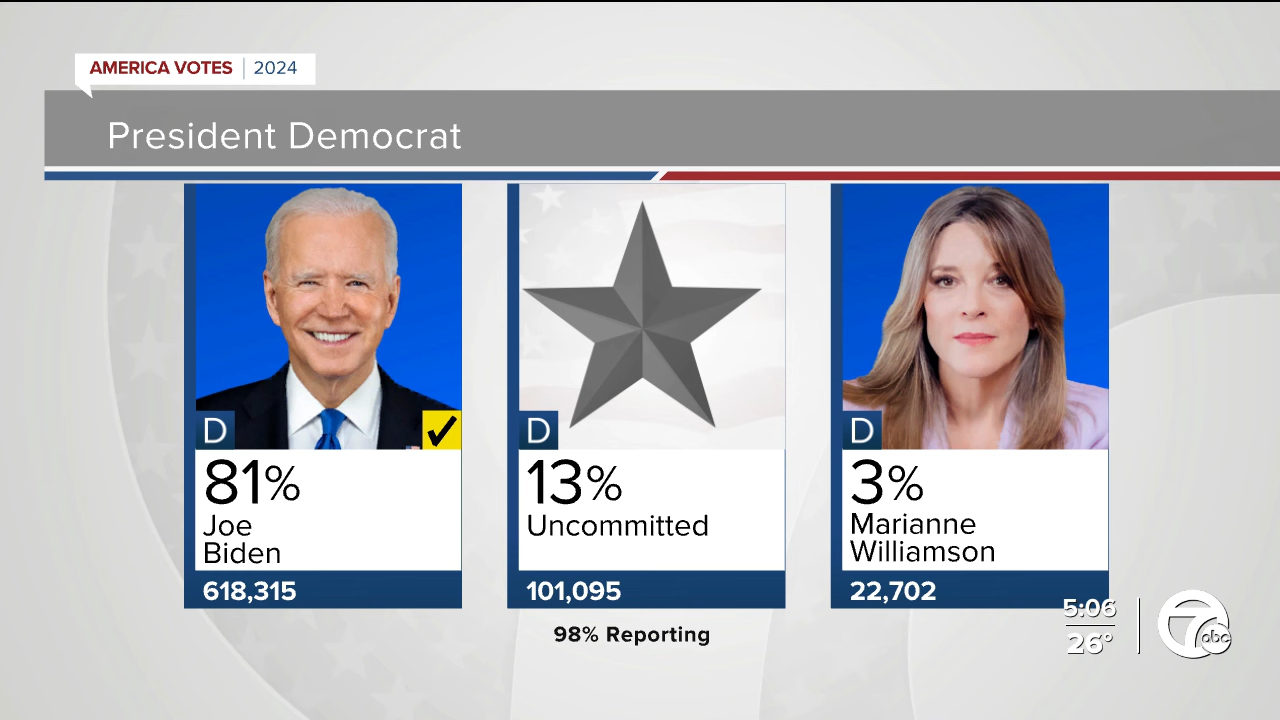 AMERICA VOTES | 2024
President Democrat
D
81%
Joe
Biden
618,315
D
13%
Uncommitted
101,095
D
3%
Marianne
Williamson
22,702
98% Reporting
5:06
26°
7 abc